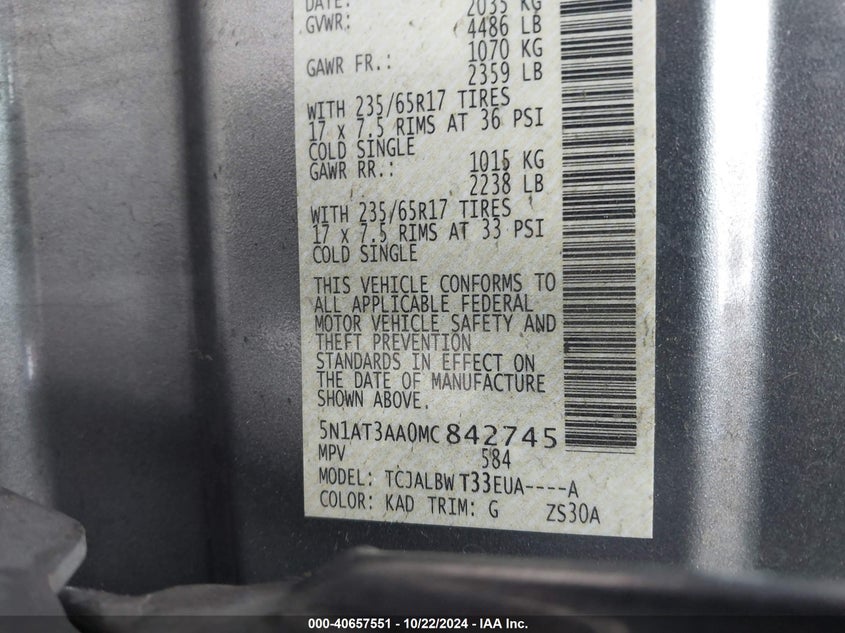 DATE: 2035 KG
GVWR: 4486 LB
1070 KG
GAWR FR.: 2359 LB
WITH 235/65R17 TIRES
17 x 7.5 RIMS AT 36 PSI
COLD SINGLE
GAWR RR.: 1015 KG
2238 LB
WITH 235/65R17 TIRES
17 x 7.5 RIMS AT 33 PSI
COLD SINGLE
THIS VEHICLE CONFORMS TO
ALL APPLICABLE FEDERAL
MOTOR VEHICLE SAFETY AND
THEFT PREVENTION
STANDARDS IN EFFECT ON
THE DATE OF MANUFACTURE
SHOWN ABOVE.
5N1AT3AA0MC842745
MPV 584
MODEL: TCJALBW T33EUA----A
COLOR: KAD TRIM: G ZS30A
000-40657551 - 10/22/2024 - IAA Inc.